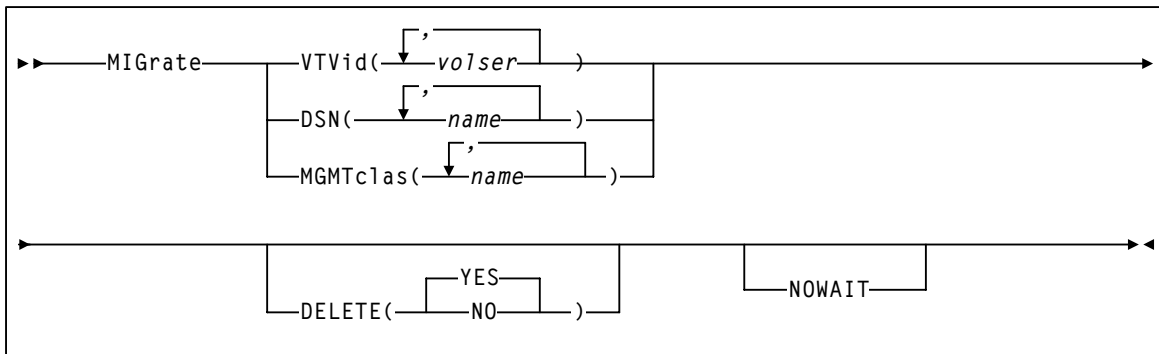 ,
MIGrate VTVid( volser )
,
DSN( name )
,
MGMTclas( name )
YES
DELETE( NO )
NOWAIT